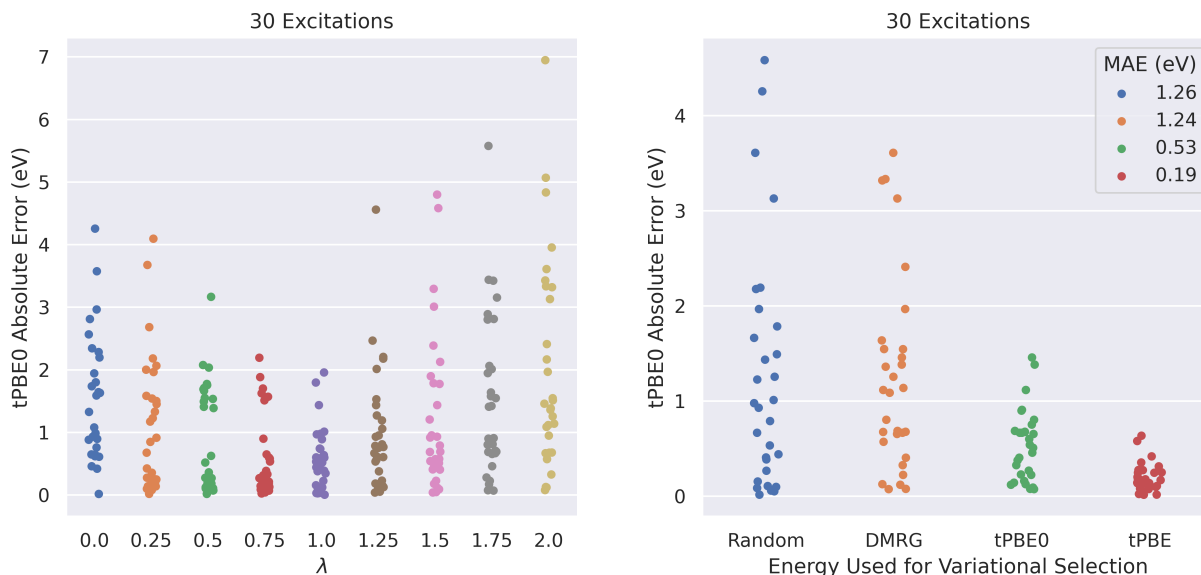 30 Excitations
tPBE0 Absolute Error (eV)
7
6
5
4
3
2
1
0
0.0 0.25 0.5 0.75 1.0 1.25 1.5 1.75 2.0
λ
30 Excitations
tPBE0 Absolute Error (eV)
4
3
2
1
0
MAE (eV)
1.26
1.24
0.53
0.19
Random DMRG tPBE0 tPBE
Energy Used for Variational Selection